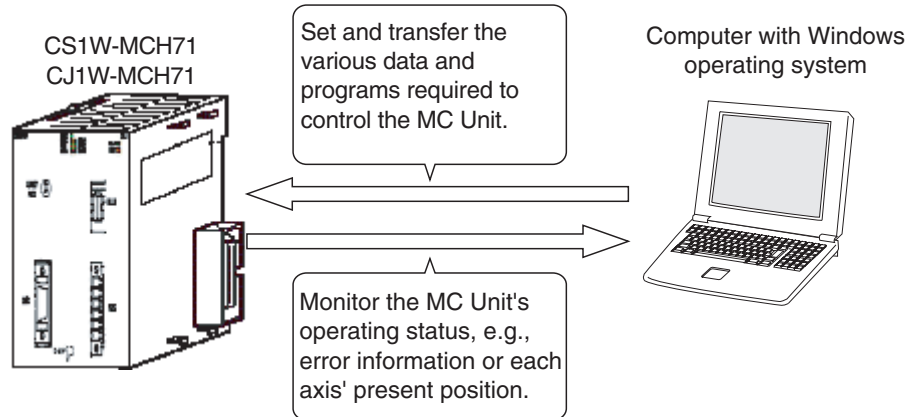 CS1W-MCH71
CJ1W-MCH71
Set and transfer the
various data and
programs required to
control the MC Unit.
Computer with Windows
operating system
Monitor the MC Unit's
operating status, e.g.,
error information or each
axis' present position.